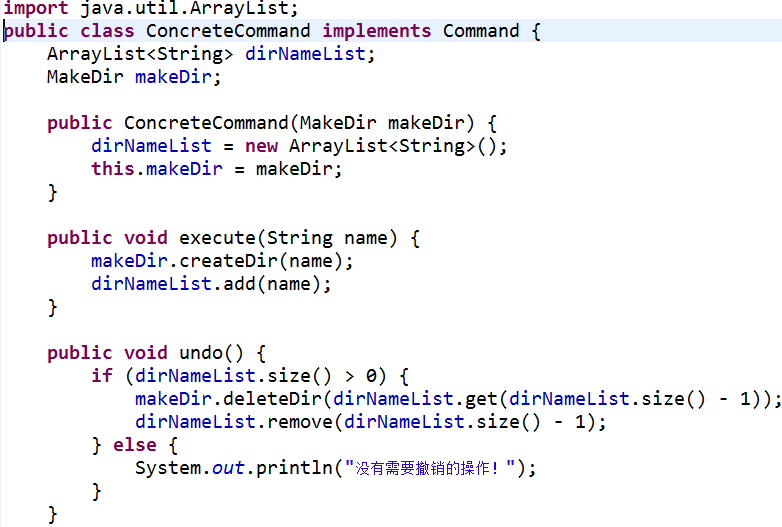 import java.util.ArrayList;
public class ConcreteCommand implements Command {
    ArrayList<String> dirNameList;
    MakeDir makeDir;

    public ConcreteCommand(MakeDir makeDir) {
        dirNameList = new ArrayList<String>();
        this.makeDir = makeDir;
    }

    public void execute(String name) {
        makeDir.createDir(name);
        dirNameList.add(name);
    }

    public void undo() {
        if (dirNameList.size() > 0) {
            makeDir.deleteDir(dirNameList.get(dirNameList.size() - 1));
            dirNameList.remove(dirNameList.size() - 1);
        } else {
            System.out.println("没有需要撤销的操作！");
        }
    }